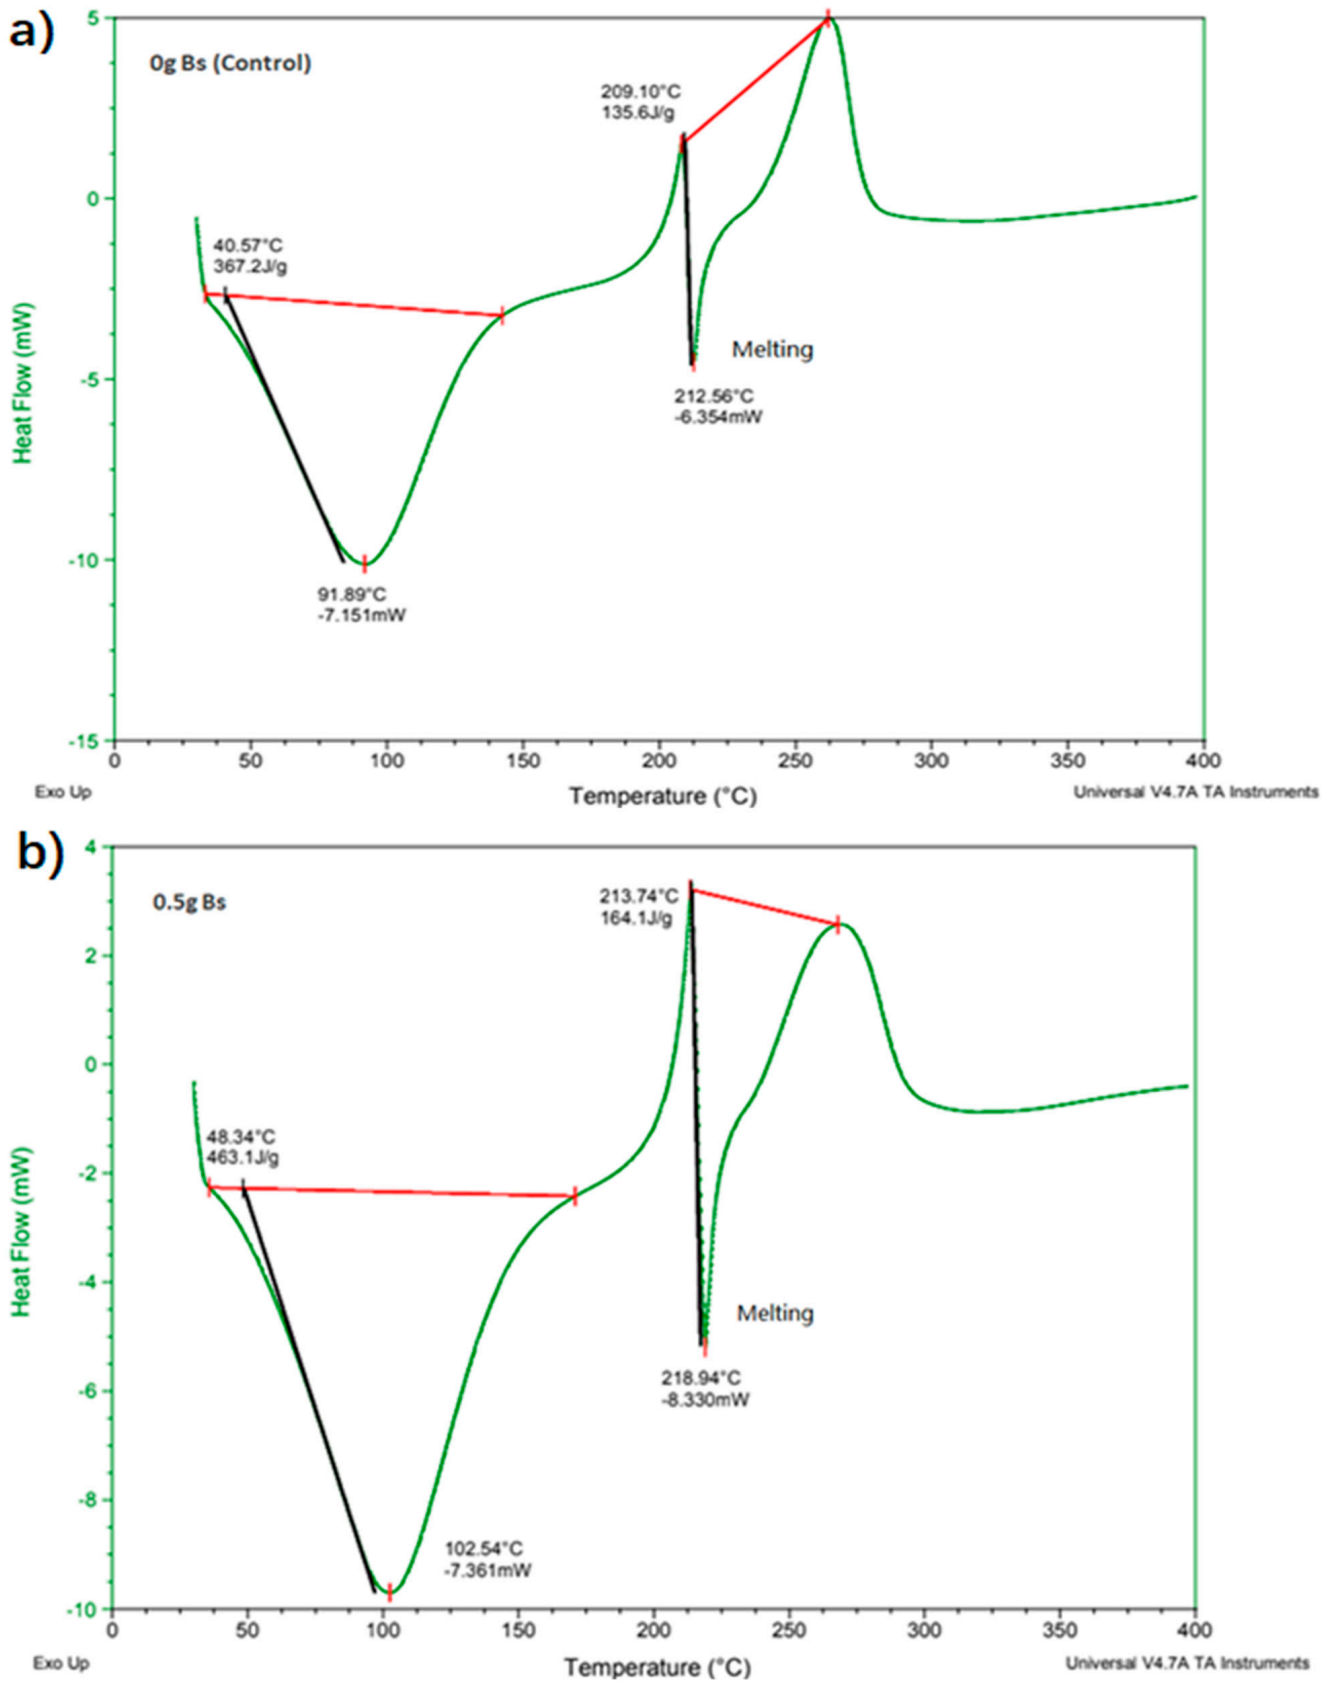 a)
0g Bs (Control)
5
0
-5
-10
-15
Heat Flow (mW)
209.10°C
135.6J/g
40.57°C
367.2J/g
Melting
212.56°C
-6.354mW
91.89°C
-7.151mW
0 50 100 150 200 250 300 350 400
Exo Up
Temperature (°C)
Universal V4.7A TA Instruments
b)
0.5g Bs
4
2
0
-2
-4
-6
-8
-10
Heat Flow (mW)
213.74°C
164.1J/g
48.34°C
463.1J/g
Melting
218.94°C
-8.330mW
102.54°C
-7.361mW
0 50 100 150 200 250 300 350 400
Exo Up
Temperature (°C)
Universal V4.7A TA Instruments